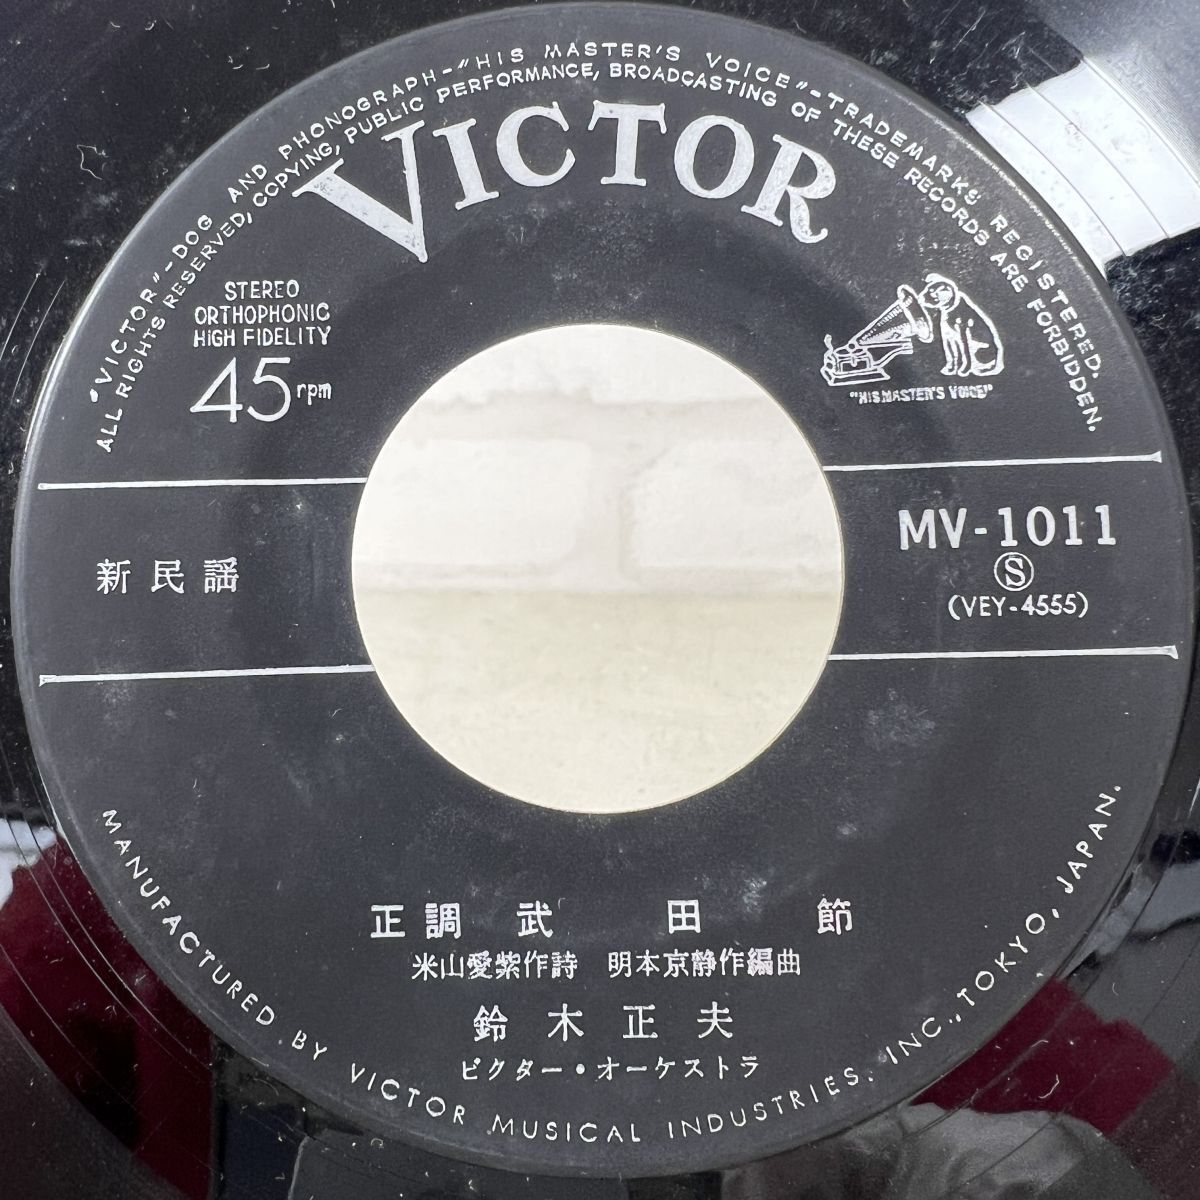 "VICTOR"-DOG AND PHONOGRAPH-"HIS MASTER'S VOICE"-TRADEMARKS REGISTERED.
ALL RIGHTS RESERVED, COPYING, PUBLIC PERFORMANCE, BROADCASTING OF THESE RECORDS ARE FORBIDDEN.
VICTOR
STEREO
ORTHOPHONIC
HIGH FIDELITY
45 rpm
"HIS MASTER'S VOICE"
新民謡
MV-1011
Ⓢ
(VEY-4555)
正調 武田節
米山愛紫作詩 明本京静作編曲
鈴木正夫
ビクター・オーケストラ
MANUFACTURED BY VICTOR MUSICAL INDUSTRIES, INC., TOKYO, JAPAN.